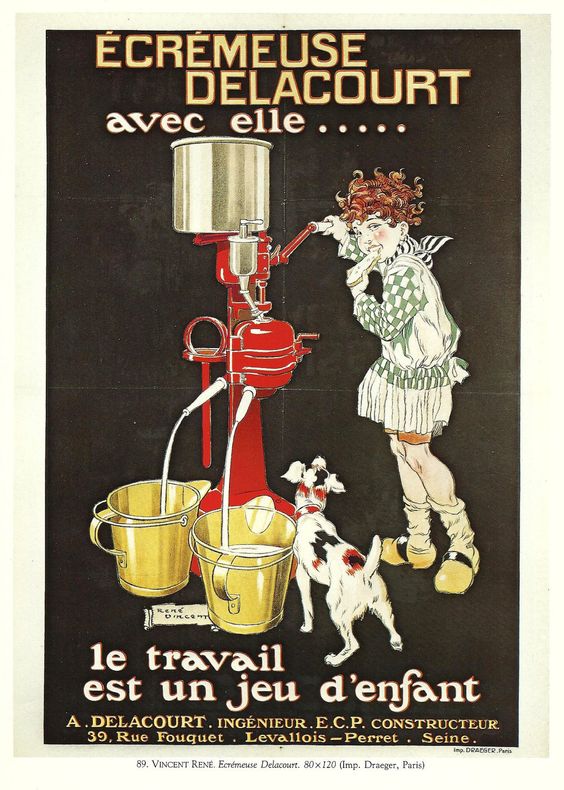 ÉCRÉMEUSE
DELACOURT
avec elle.....
RENÉ
VINCENT
le travail
est un jeu d'enfant
A. DELACOURT. INGÉNIEUR. E.C.P. CONSTRUCTEUR
39, Rue Fouquet. Levallois-Perret. Seine.
Imp. DRAEGER. Paris
89. VINCENT RENÉ. Ecrémeuse Delacourt. 80×120 (Imp. Draeger, Paris)